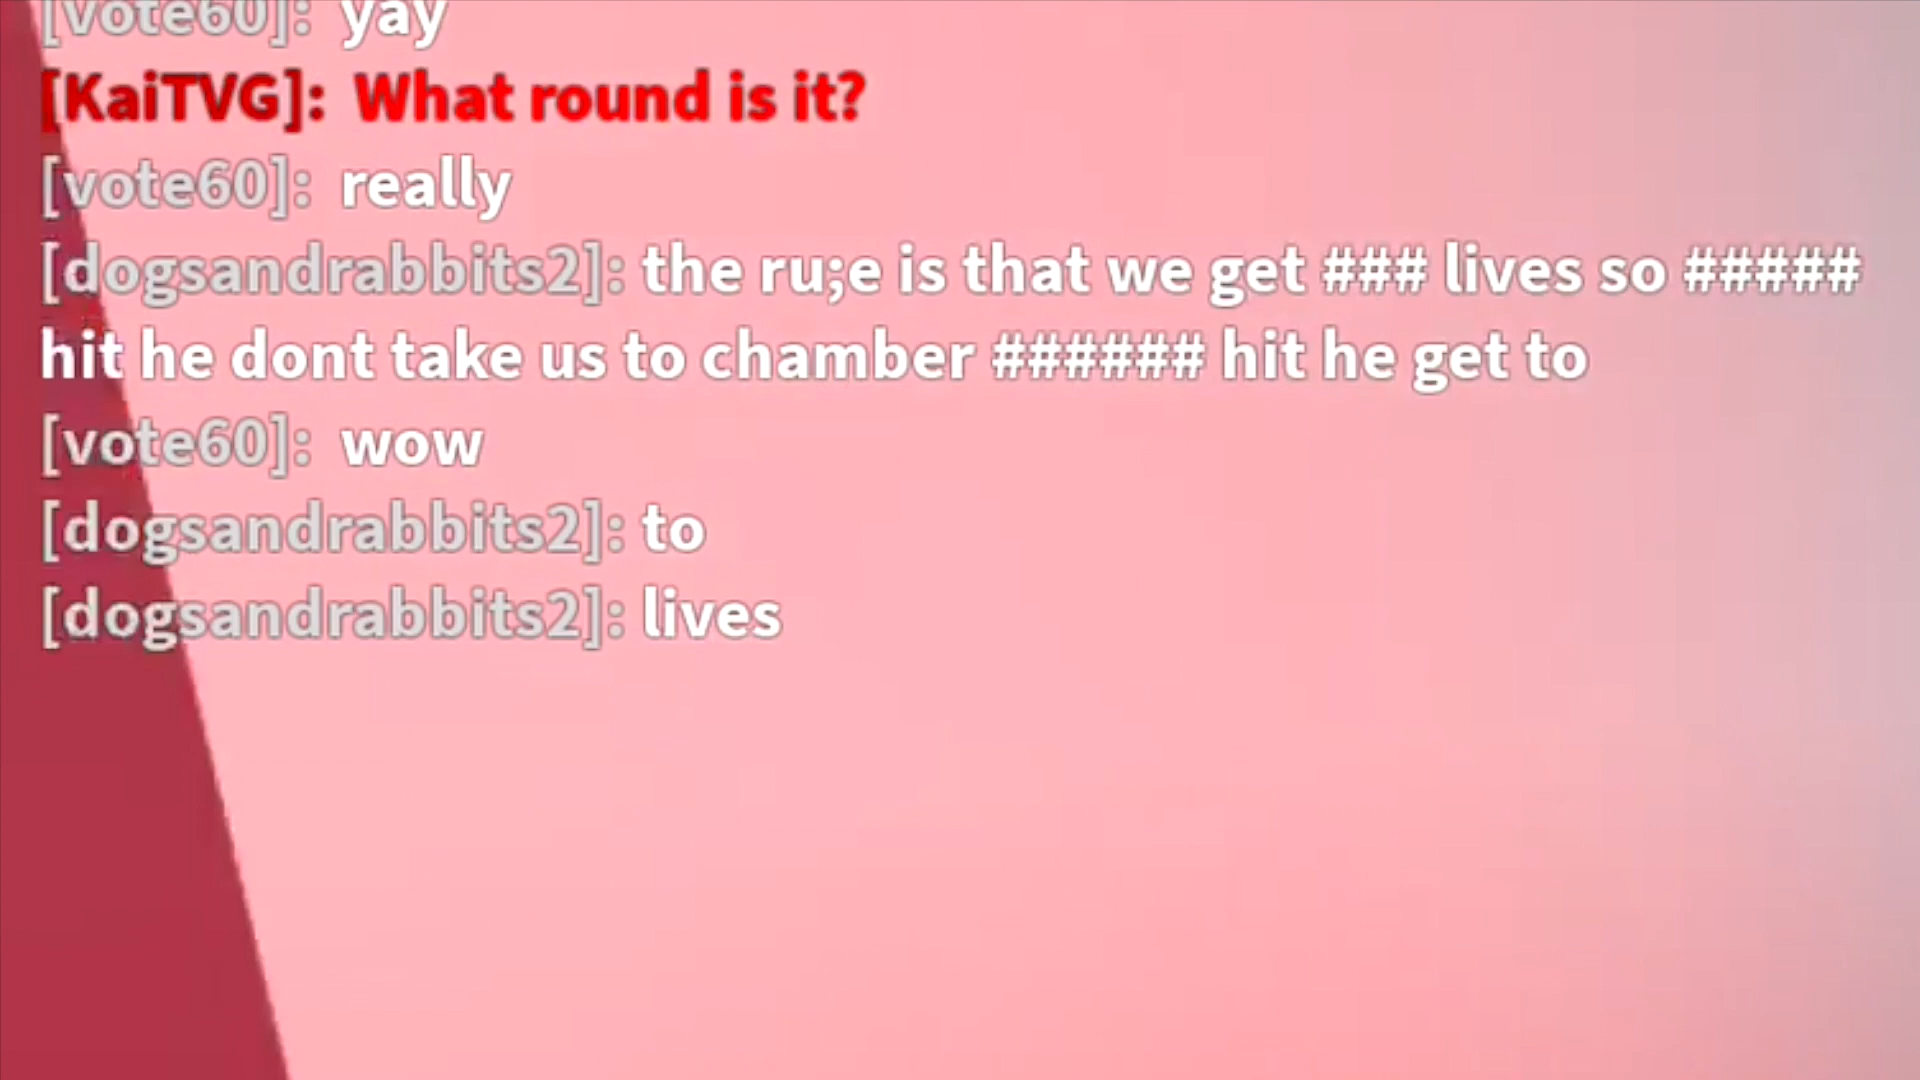 [vote60]: yay
[KaiTVG]: What round is it?
[vote60]: really
[dogsandrabbits2]: the ru;e is that we get ### lives so #####
hit he dont take us to chamber ###### hit he get to
[vote60]: wow
[dogsandrabbits2]: to
[dogsandrabbits2]: lives